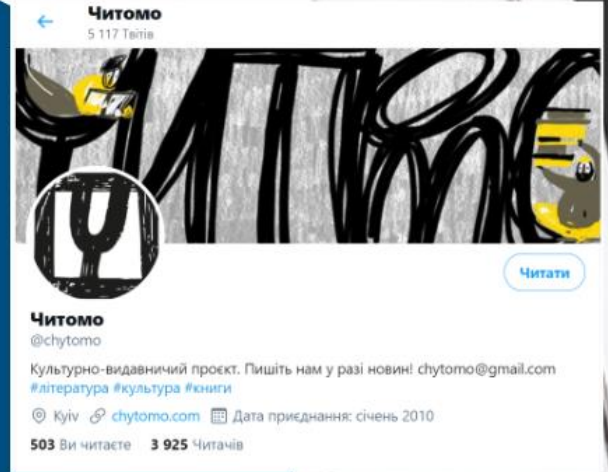 Читомо
5 117 Твітів
Читати
Читомо
@chytomo
Культурно-видавничий проєкт. Пишіть нам у разі новин! chytomo@gmail.com
#література #культура #книги
Kyiv chytomo.com Дата приєднання: січень 2010
503 Ви читаєте 3 925 Читачів